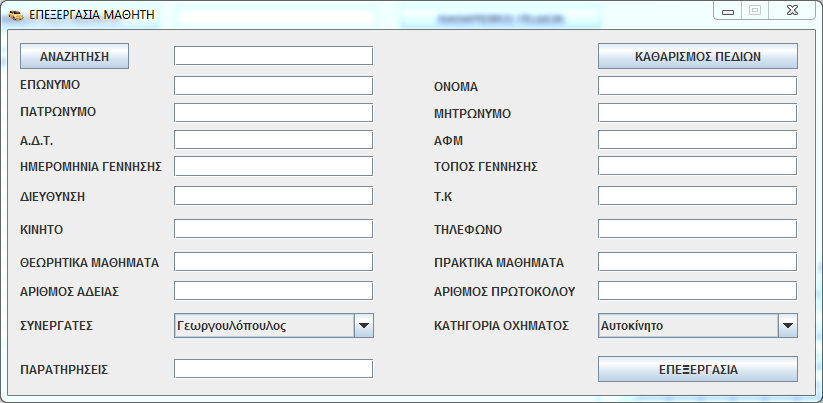 ΕΠΕΞΕΡΓΑΣΙΑ ΜΑΘΗΤΗ
ΑΝΑΖΗΤΗΣΗ ΚΑΘΑΡΙΣΜΟΣ ΠΕΔΙΩΝ
ΕΠΩΝΥΜΟ ΟΝΟΜΑ
ΠΑΤΡΩΝΥΜΟ ΜΗΤΡΩΝΥΜΟ
Α.Δ.Τ. ΑΦΜ
ΗΜΕΡΟΜΗΝΙΑ ΓΕΝΝΗΣΗΣ ΤΟΠΟΣ ΓΕΝΝΗΣΗΣ
ΔΙΕΥΘΥΝΣΗ Τ.Κ
ΚΙΝΗΤΟ ΤΗΛΕΦΩΝΟ
ΘΕΩΡΗΤΙΚΑ ΜΑΘΗΜΑΤΑ ΠΡΑΚΤΙΚΑ ΜΑΘΗΜΑΤΑ
ΑΡΙΘΜΟΣ ΑΔΕΙΑΣ ΑΡΙΘΜΟΣ ΠΡΩΤΟΚΟΛΟΥ
ΣΥΝΕΡΓΑΤΕΣ Γεωργουλόπουλος ΚΑΤΗΓΟΡΙΑ ΟΧΗΜΑΤΟΣ Αυτοκίνητο
ΠΑΡΑΤΗΡΗΣΕΙΣ ΕΠΕΞΕΡΓΑΣΙΑ